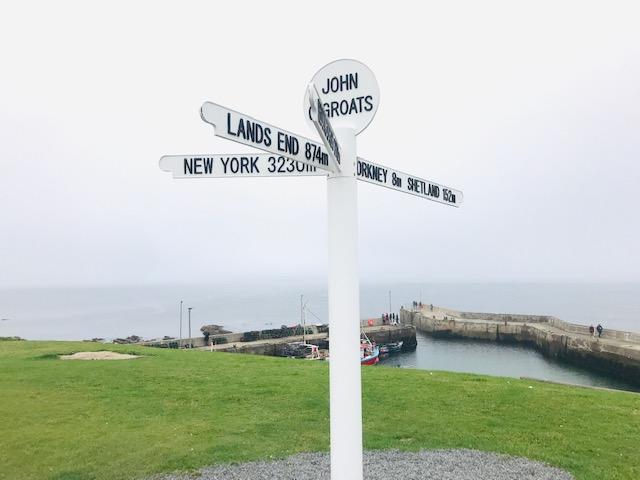 JOHN
GROATS
LANDS END 874m
NEW YORK 3230m
ORKNEY 8m SHETLAND 152m